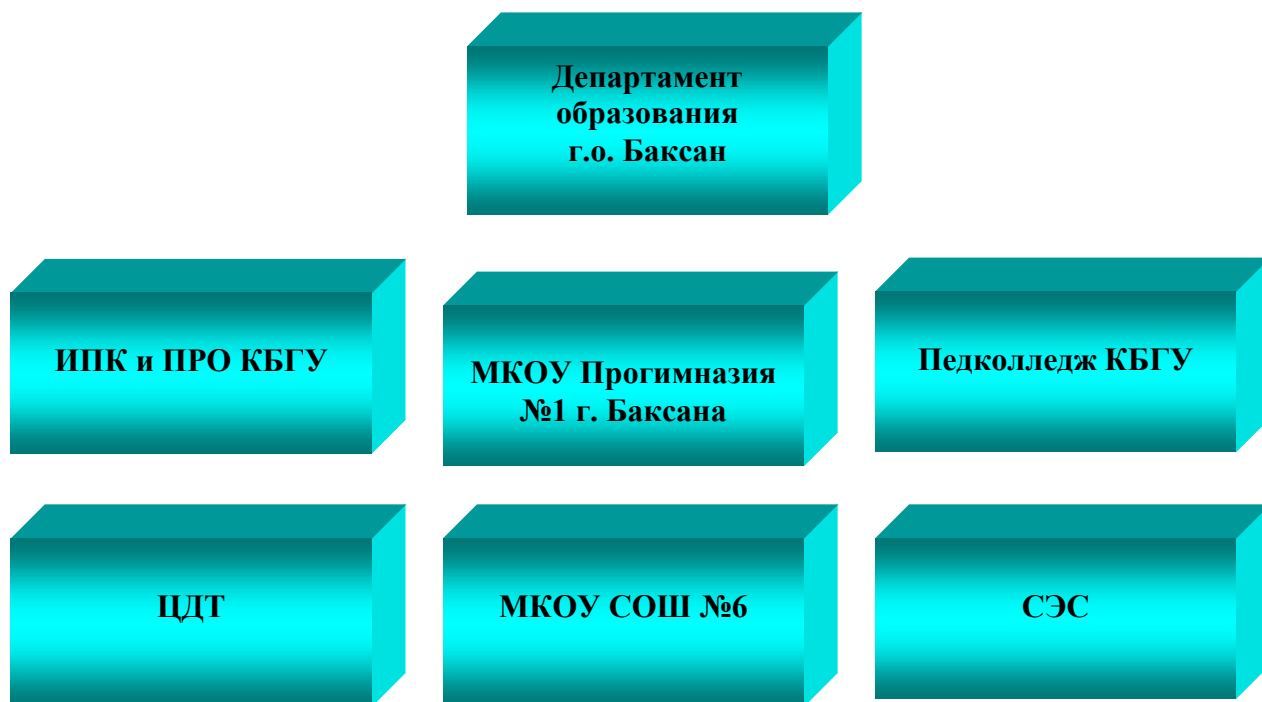 Департамент
образования
г.о. Баксан
ИПК и ПРО КБГУ
МКОУ Прогимназия
№1 г. Баксана
Педколледж КБГУ
ЦДТ
МКОУ СОШ №6
СЭС